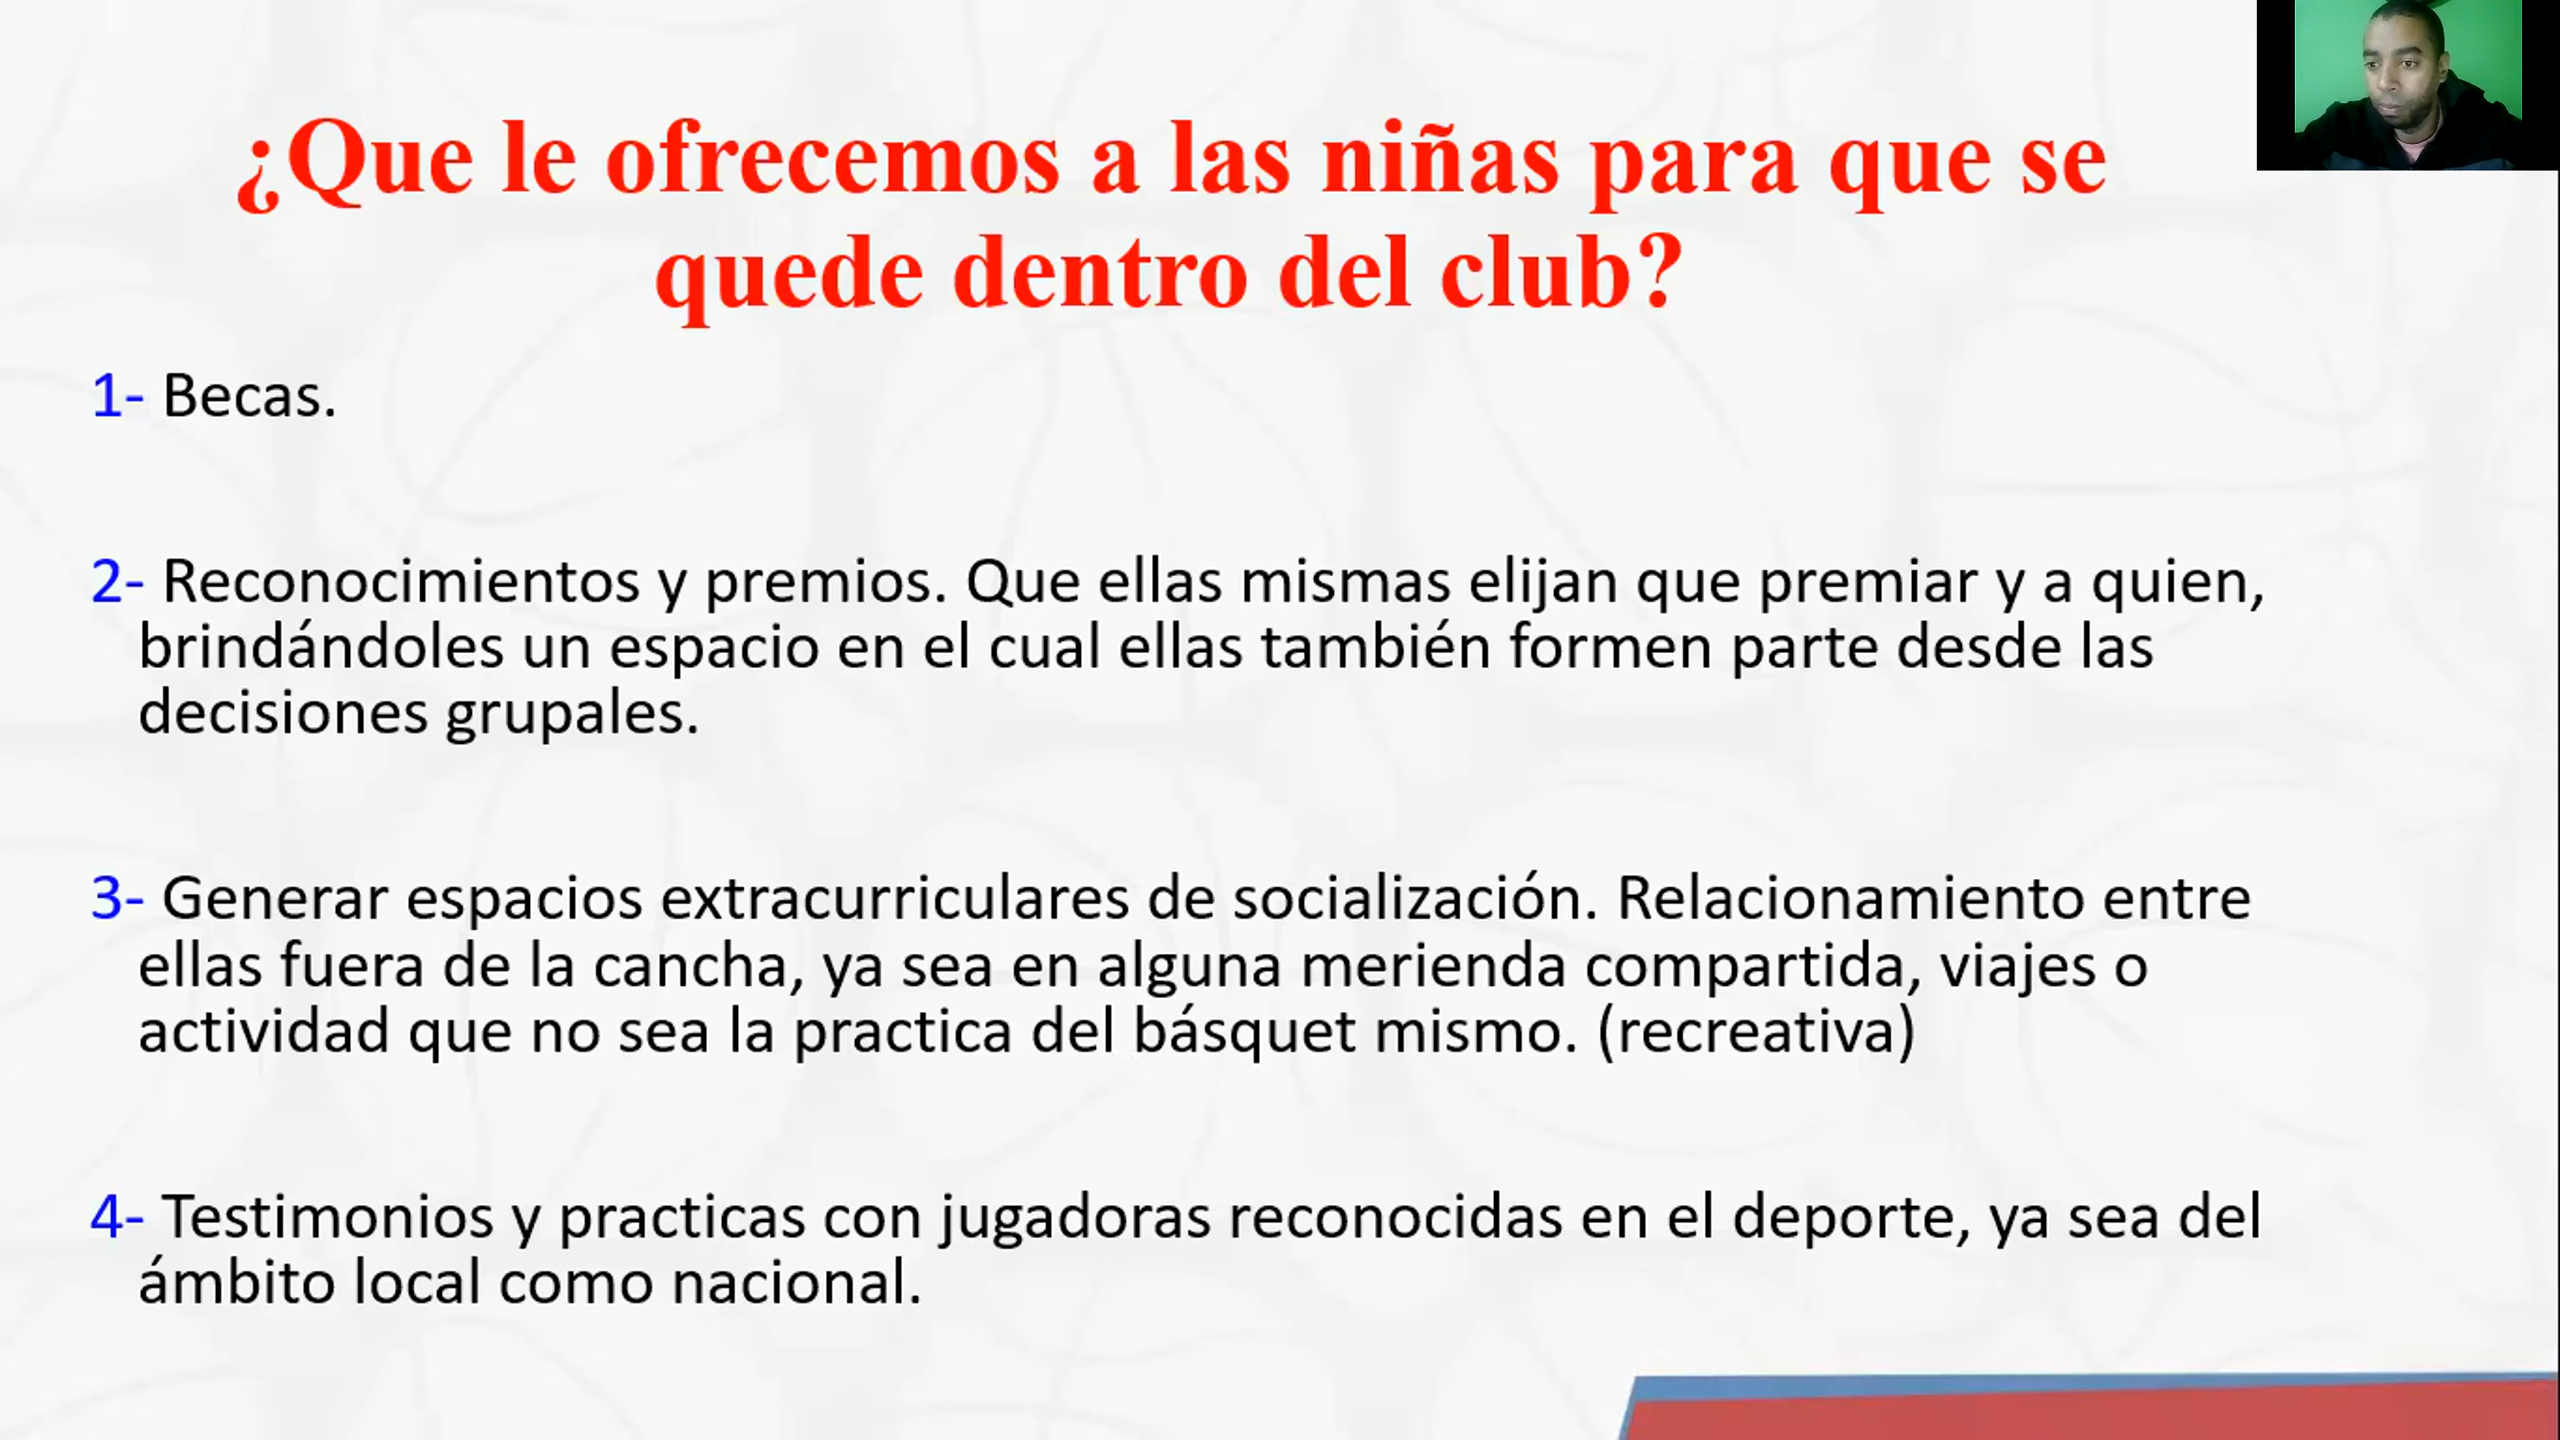 ¿Que le ofrecemos a las niñas para que se
quede dentro del club?
1- Becas.
2- Reconocimientos y premios. Que ellas mismas elijan que premiar y a quien,
brindándoles un espacio en el cual ellas también formen parte desde las
decisiones grupales.
3- Generar espacios extracurriculares de socialización. Relacionamiento entre
ellas fuera de la cancha, ya sea en alguna merienda compartida, viajes o
actividad que no sea la practica del básquet mismo. (recreativa)
4- Testimonios y practicas con jugadoras reconocidas en el deporte, ya sea del
ámbito local como nacional.